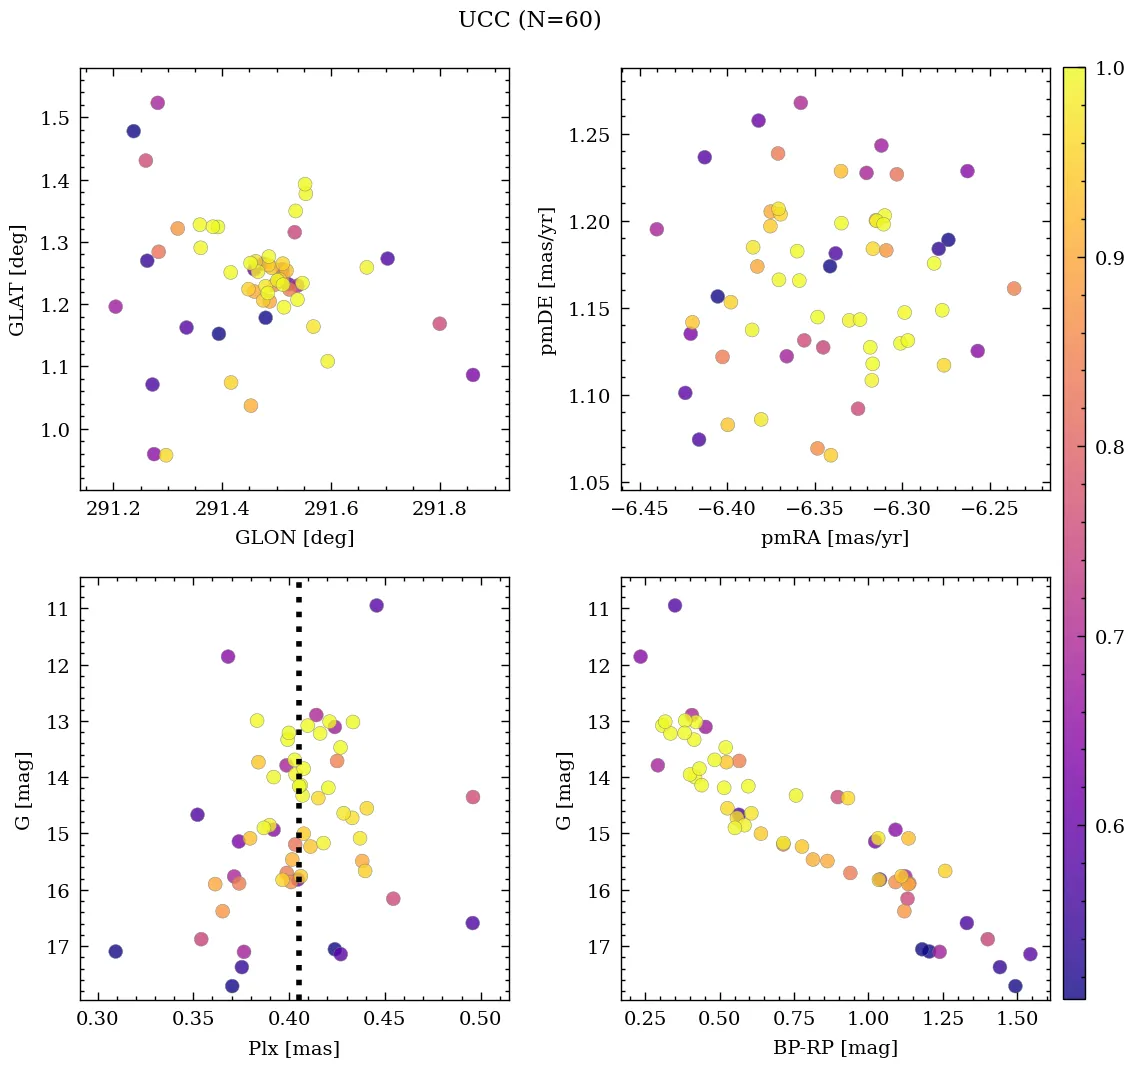 UCC (N=60)
1.5
1.4
1.3
1.2
1.1
1.0
GLAT [deg]
291.2 291.4 291.6 291.8
GLON [deg]
1.25
1.20
1.15
1.10
1.05
pmDE [mas/yr]
−6.45 −6.40 −6.35 −6.30 −6.25
pmRA [mas/yr]
1.0
0.9
0.8
0.7
0.6
11
12
13
14
15
16
17
G [mag]
0.30 0.35 0.40 0.45 0.50
Plx [mas]
11
12
13
14
15
16
17
G [mag]
0.25 0.50 0.75 1.00 1.25 1.50
BP-RP [mag]